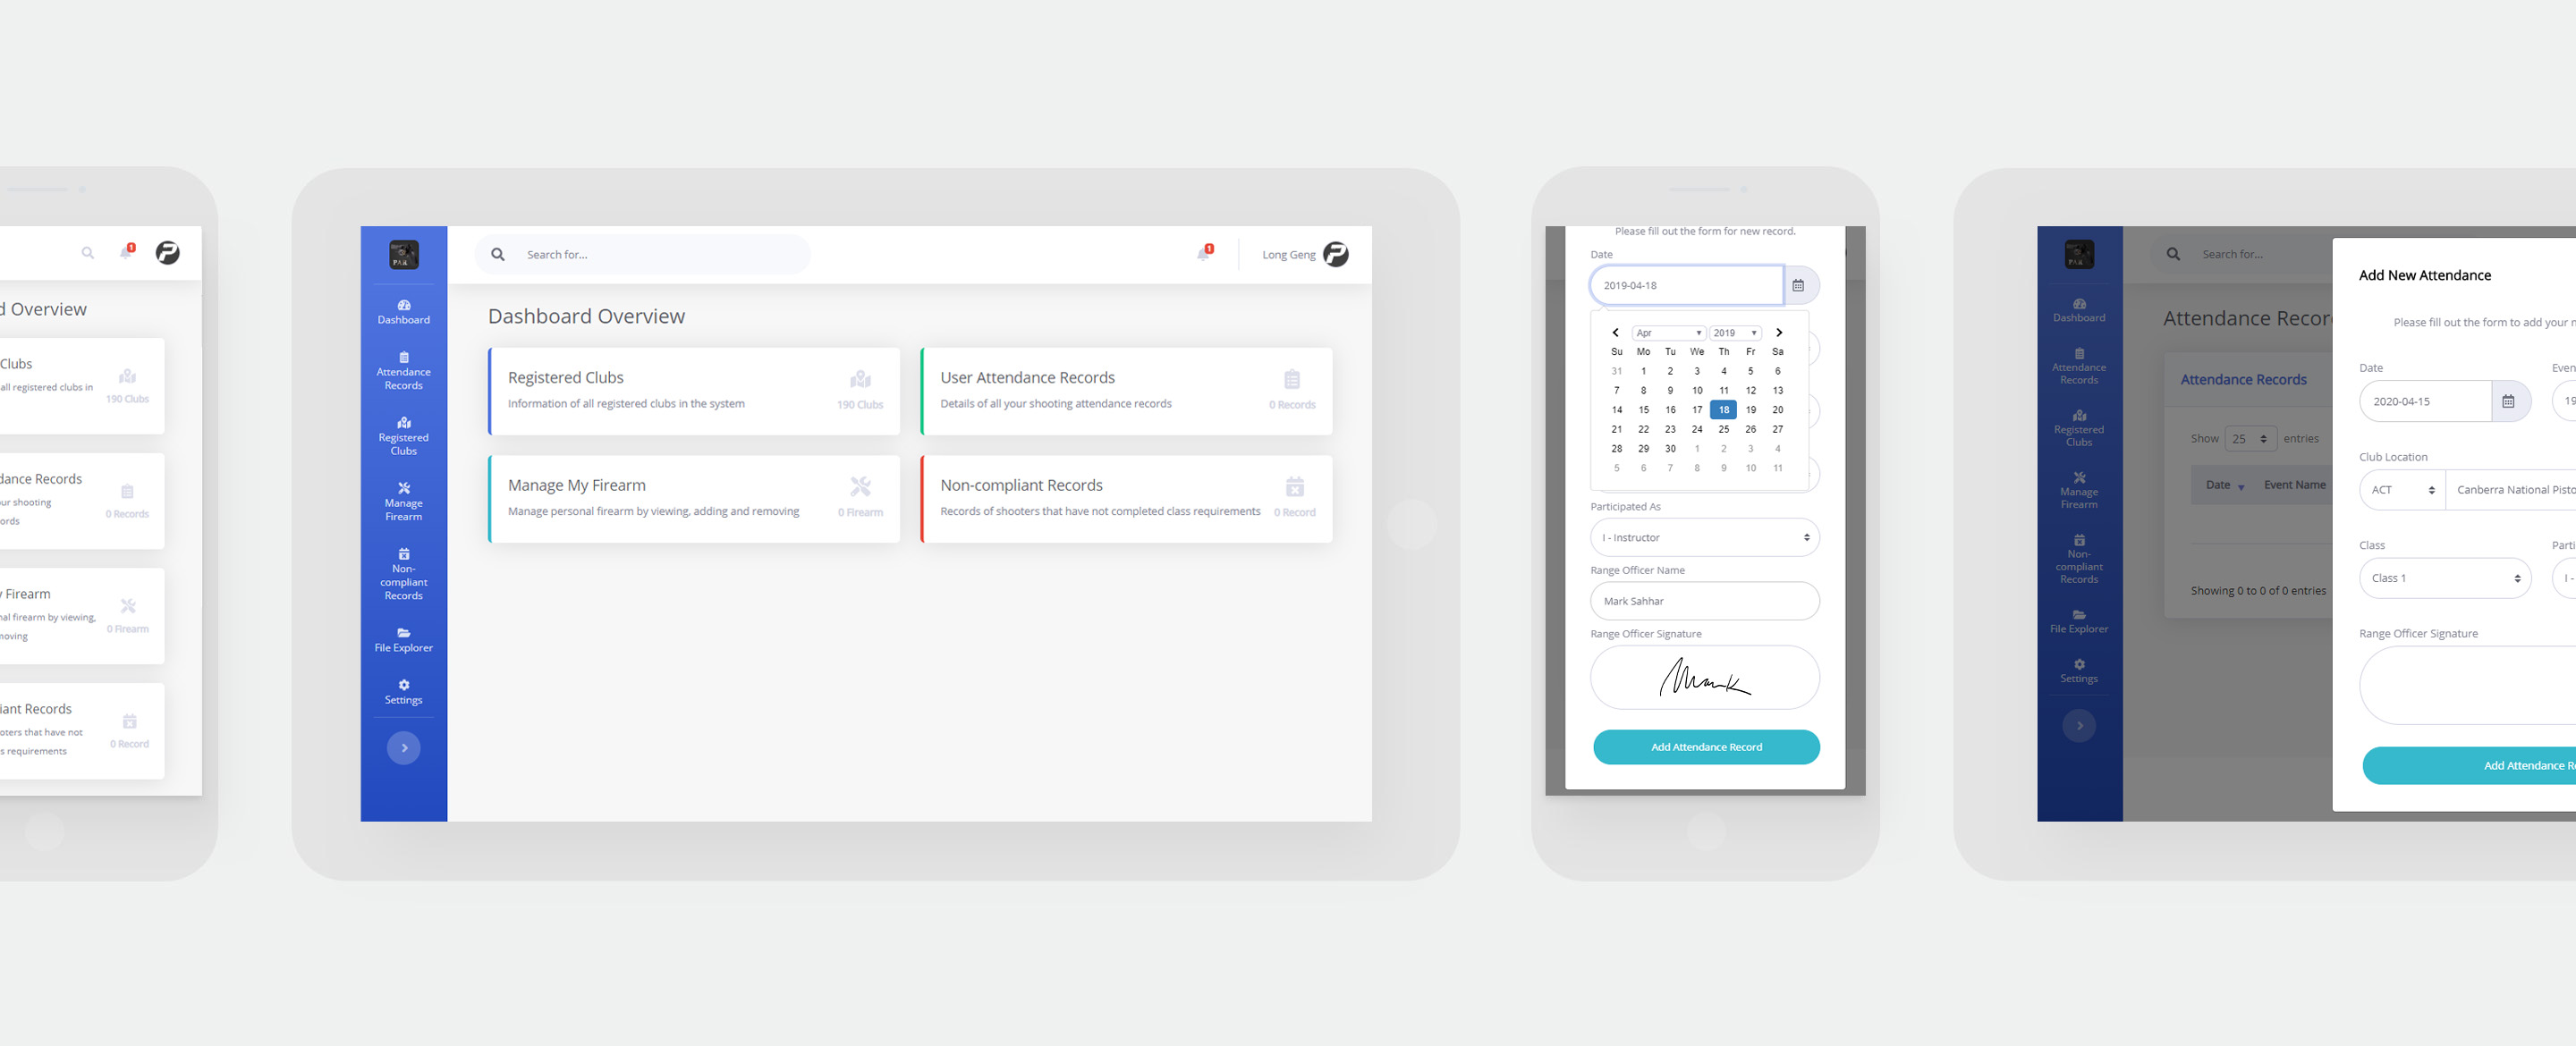 1
d Overview
Clubs
all registered clubs in
190 Clubs
dance Records
ur shooting
ords
0 Records
y Firearm
nal firearm by viewing,
moving
0 Firearm
iant Records
oters that have not
s requirements
0 Record
PAR
Dashboard
Attendance
Records
Registered
Clubs
Manage
Firearm
Non-
compliant
Records
File Explorer
Settings
Search for...
1
Long Geng
Dashboard Overview
Registered Clubs
Information of all registered clubs in the system
190 Clubs
User Attendance Records
Details of all your shooting attendance records
0 Records
Manage My Firearm
Manage personal firearm by viewing, adding and removing
0 Firearm
Non-compliant Records
Records of shooters that have not completed class requirements
0 Record
Please fill out the form for new record.
Date
2019-04-18
Apr 2019
Su Mo Tu We Th Fr Sa
31 1 2 3 4 5 6
7 8 9 10 11 12 13
14 15 16 17 18 19 20
21 22 23 24 25 26 27
28 29 30 1 2 3 4
5 6 7 8 9 10 11
Participated As
I - Instructor
Range Officer Name
Mark Sahhar
Range Officer Signature
Mark
Add Attendance Record
PAR
Dashboard
Attendance
Records
Registered
Clubs
Manage
Firearm
Non-
compliant
Records
File Explorer
Settings
Search for...
Attendance Recor
Attendance Records
Show 25 entries
Date Event Name
Showing 0 to 0 of 0 entries
Add New Attendance
Please fill out the form to add your n
Date
Even
2020-04-15
19
Club Location
ACT
Canberra National Pisto
Class
Parti
Class 1
I -
Range Officer Signature
Add Attendance R